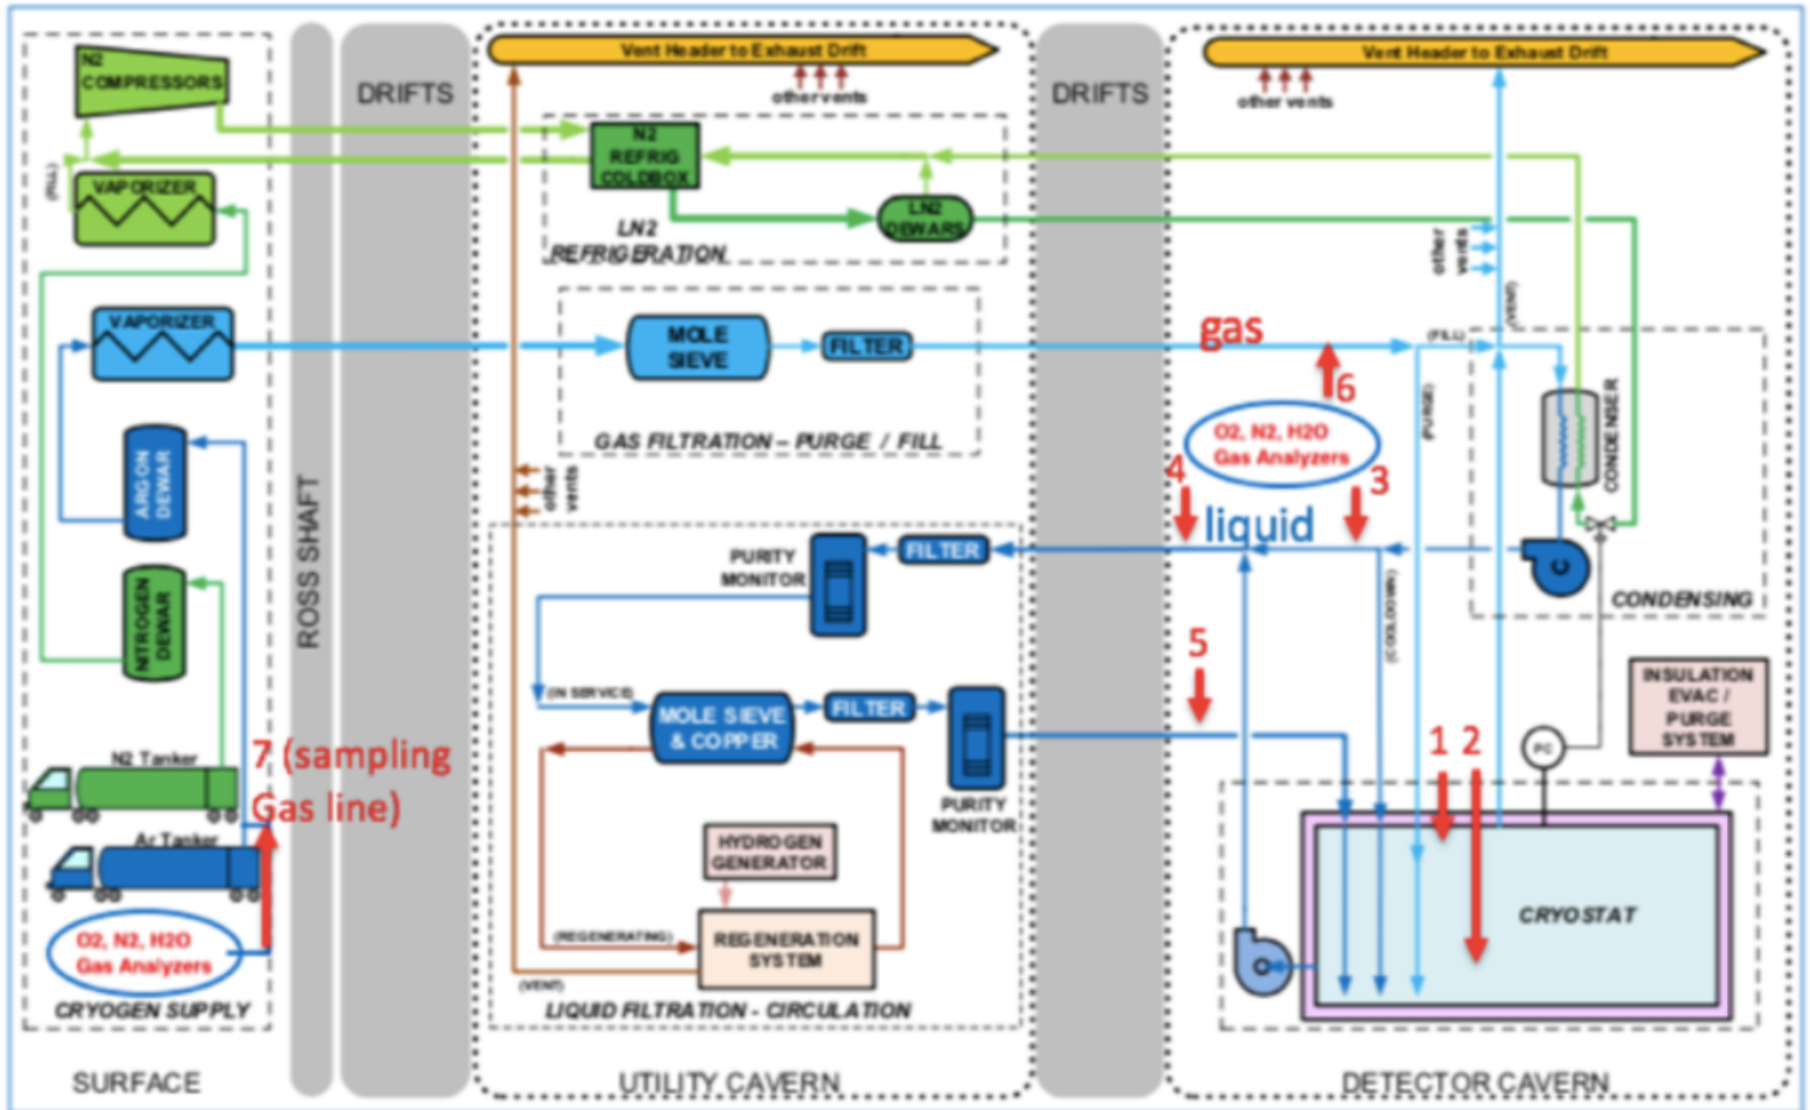 N2
COMPRESSORS
(FILL)
VAPORIZER
VAPORIZER
ARGON
DEWAR
NITROGEN
DEWAR
N2 Tanker
Ar Tanker
7 (sampling
Gas line)
O2, N2, H2O
Gas Analyzers
CRYOGEN SUPPLY
SURFACE
ROSS SHAFT
DRIFTS
Vent Header to Exhaust Drift
other vents
N2
REFRIG
COLDBOX
LN2
DEWARS
LN2
REFRIGERATION
MOLE
SIEVE
FILTER
GAS FILTRATION – PURGE / FILL
other
vents
PURITY
MONITOR
FILTER
(IN SERVICE)
MOLE SIEVE
& COPPER
FILTER
PURITY
MONITOR
HYDROGEN
GENERATOR
(REGENERATING)
REGENERATION
SYSTEM
(VENT)
LIQUID FILTRATION - CIRCULATION
UTILITY CAVERN
DRIFTS
Vent Header to Exhaust Drift
other vents
other
vents
(VENT)
gas
(FILL)
6
O2, N2, H2O
Gas Analyzers
(PURGE)
CONDENSER
4
3
liquid
C
CONDENSING
(COOLDOWN)
5
INSULATION
EVAC /
PURGE
SYSTEM
1 2
PC
CRYOSTAT
DETECTOR CAVERN